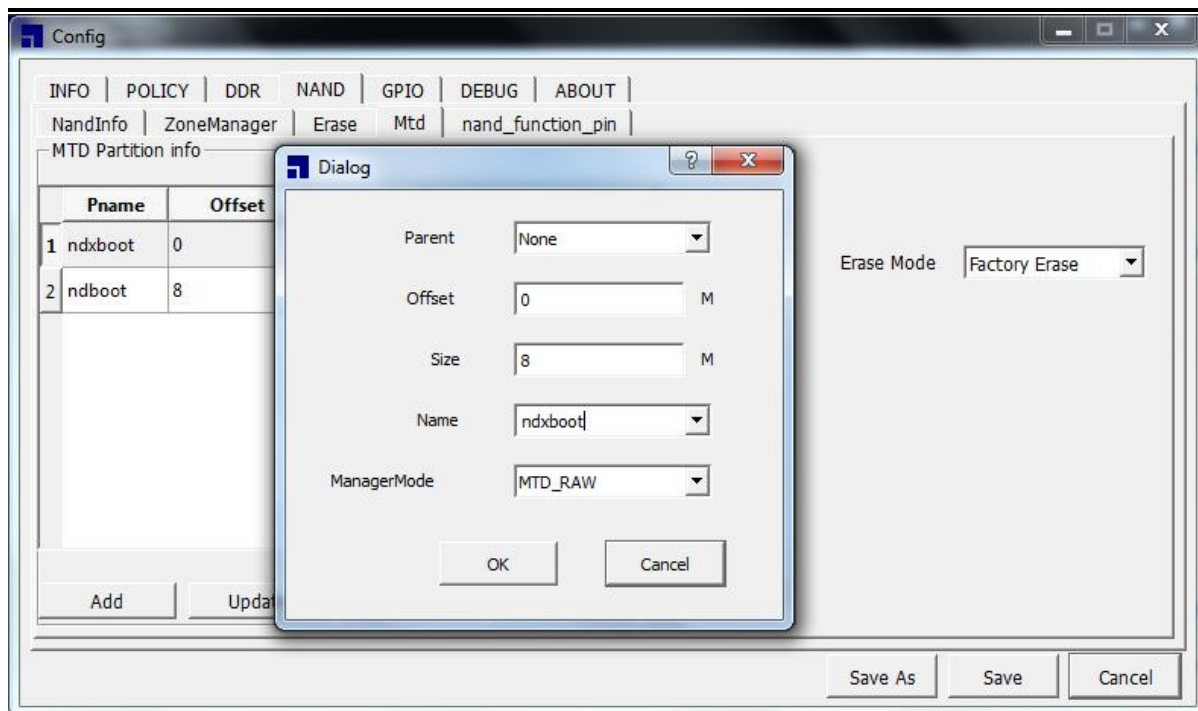 Config
INFO POLICY DDR NAND GPIO DEBUG ABOUT
NandInfo ZoneManager Erase Mtd nand_function_pin
MTD Partition info
Pname Offset
1 ndxboot 0
2 ndboot 8
Add
Dialog
Parent None
Offset 0 M
Size 8 M
Name ndxboot
ManagerMode MTD_RAW
OK Cancel
Erase Mode Factory Erase
Save As Save Cancel